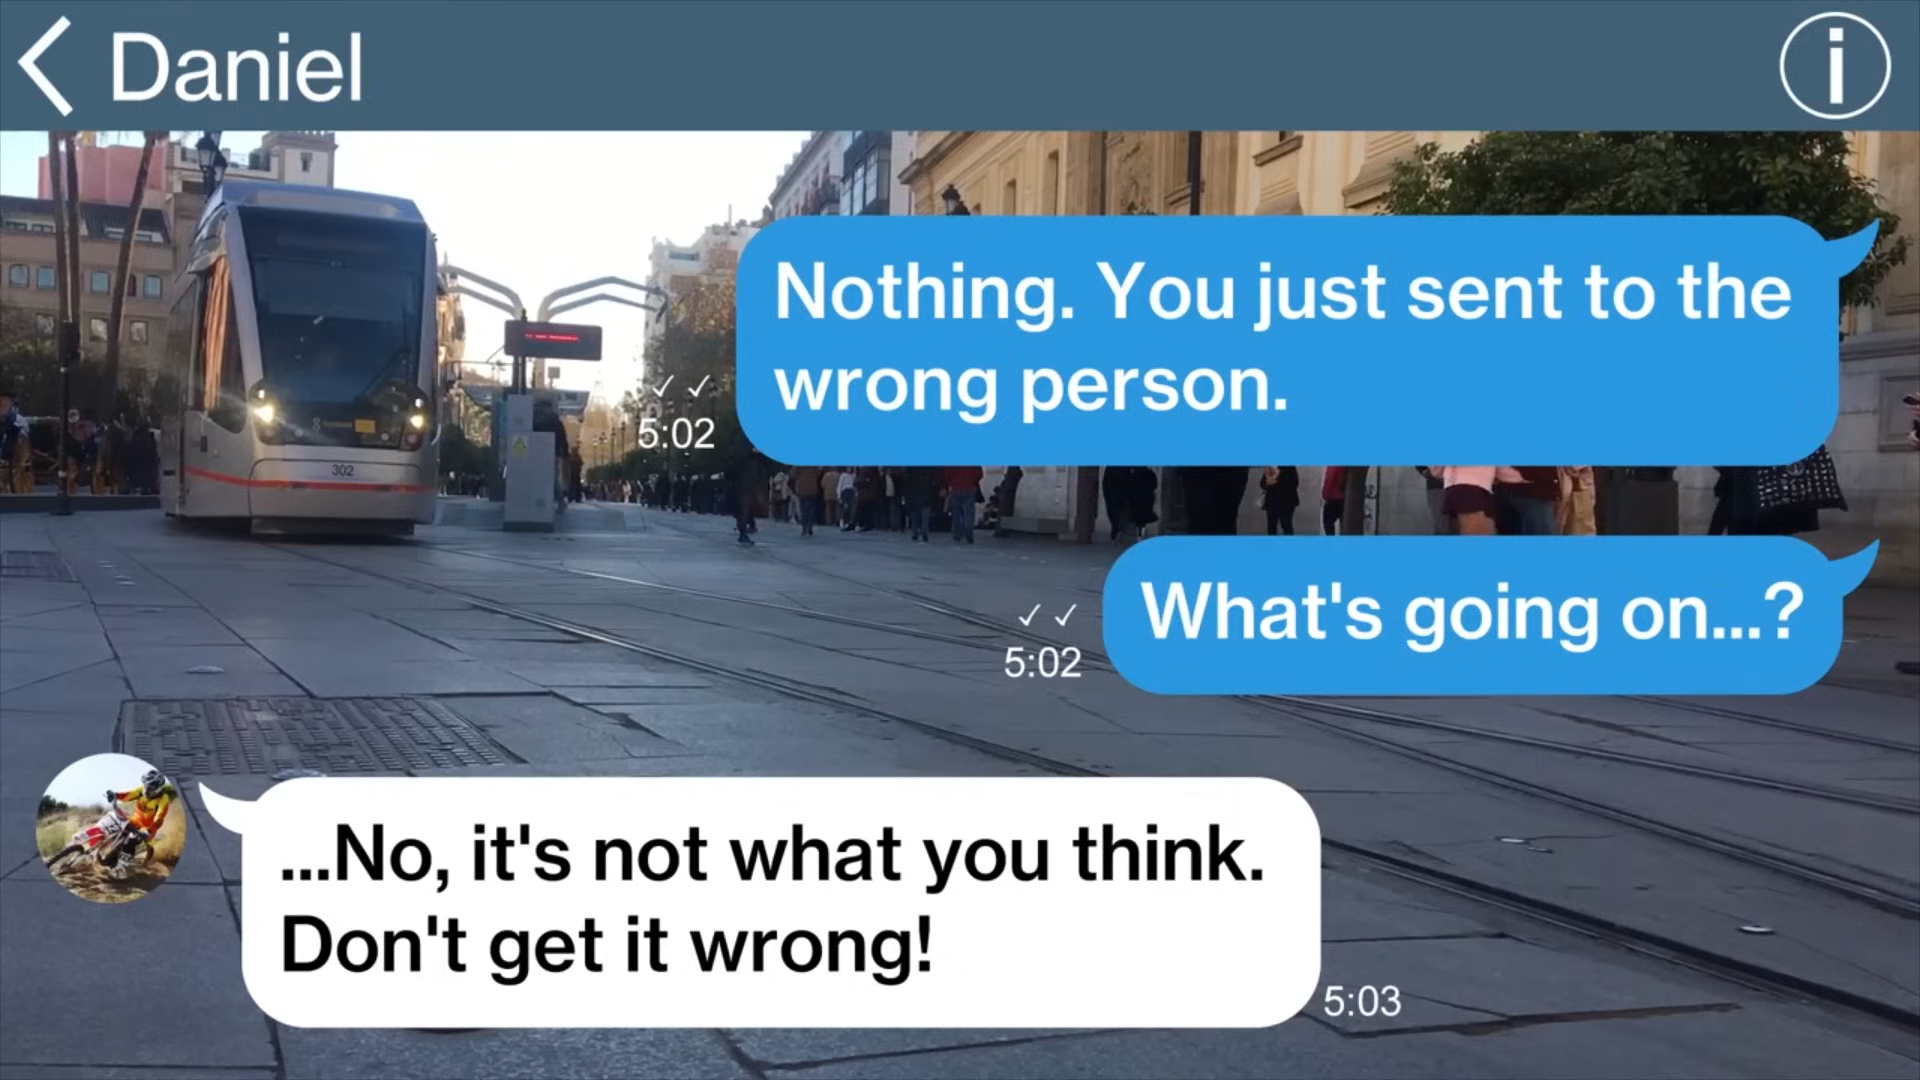 Daniel
Nothing. You just sent to the
wrong person.
5:02
What's going on...?
5:02
...No, it's not what you think.
Don't get it wrong!
5:03
302